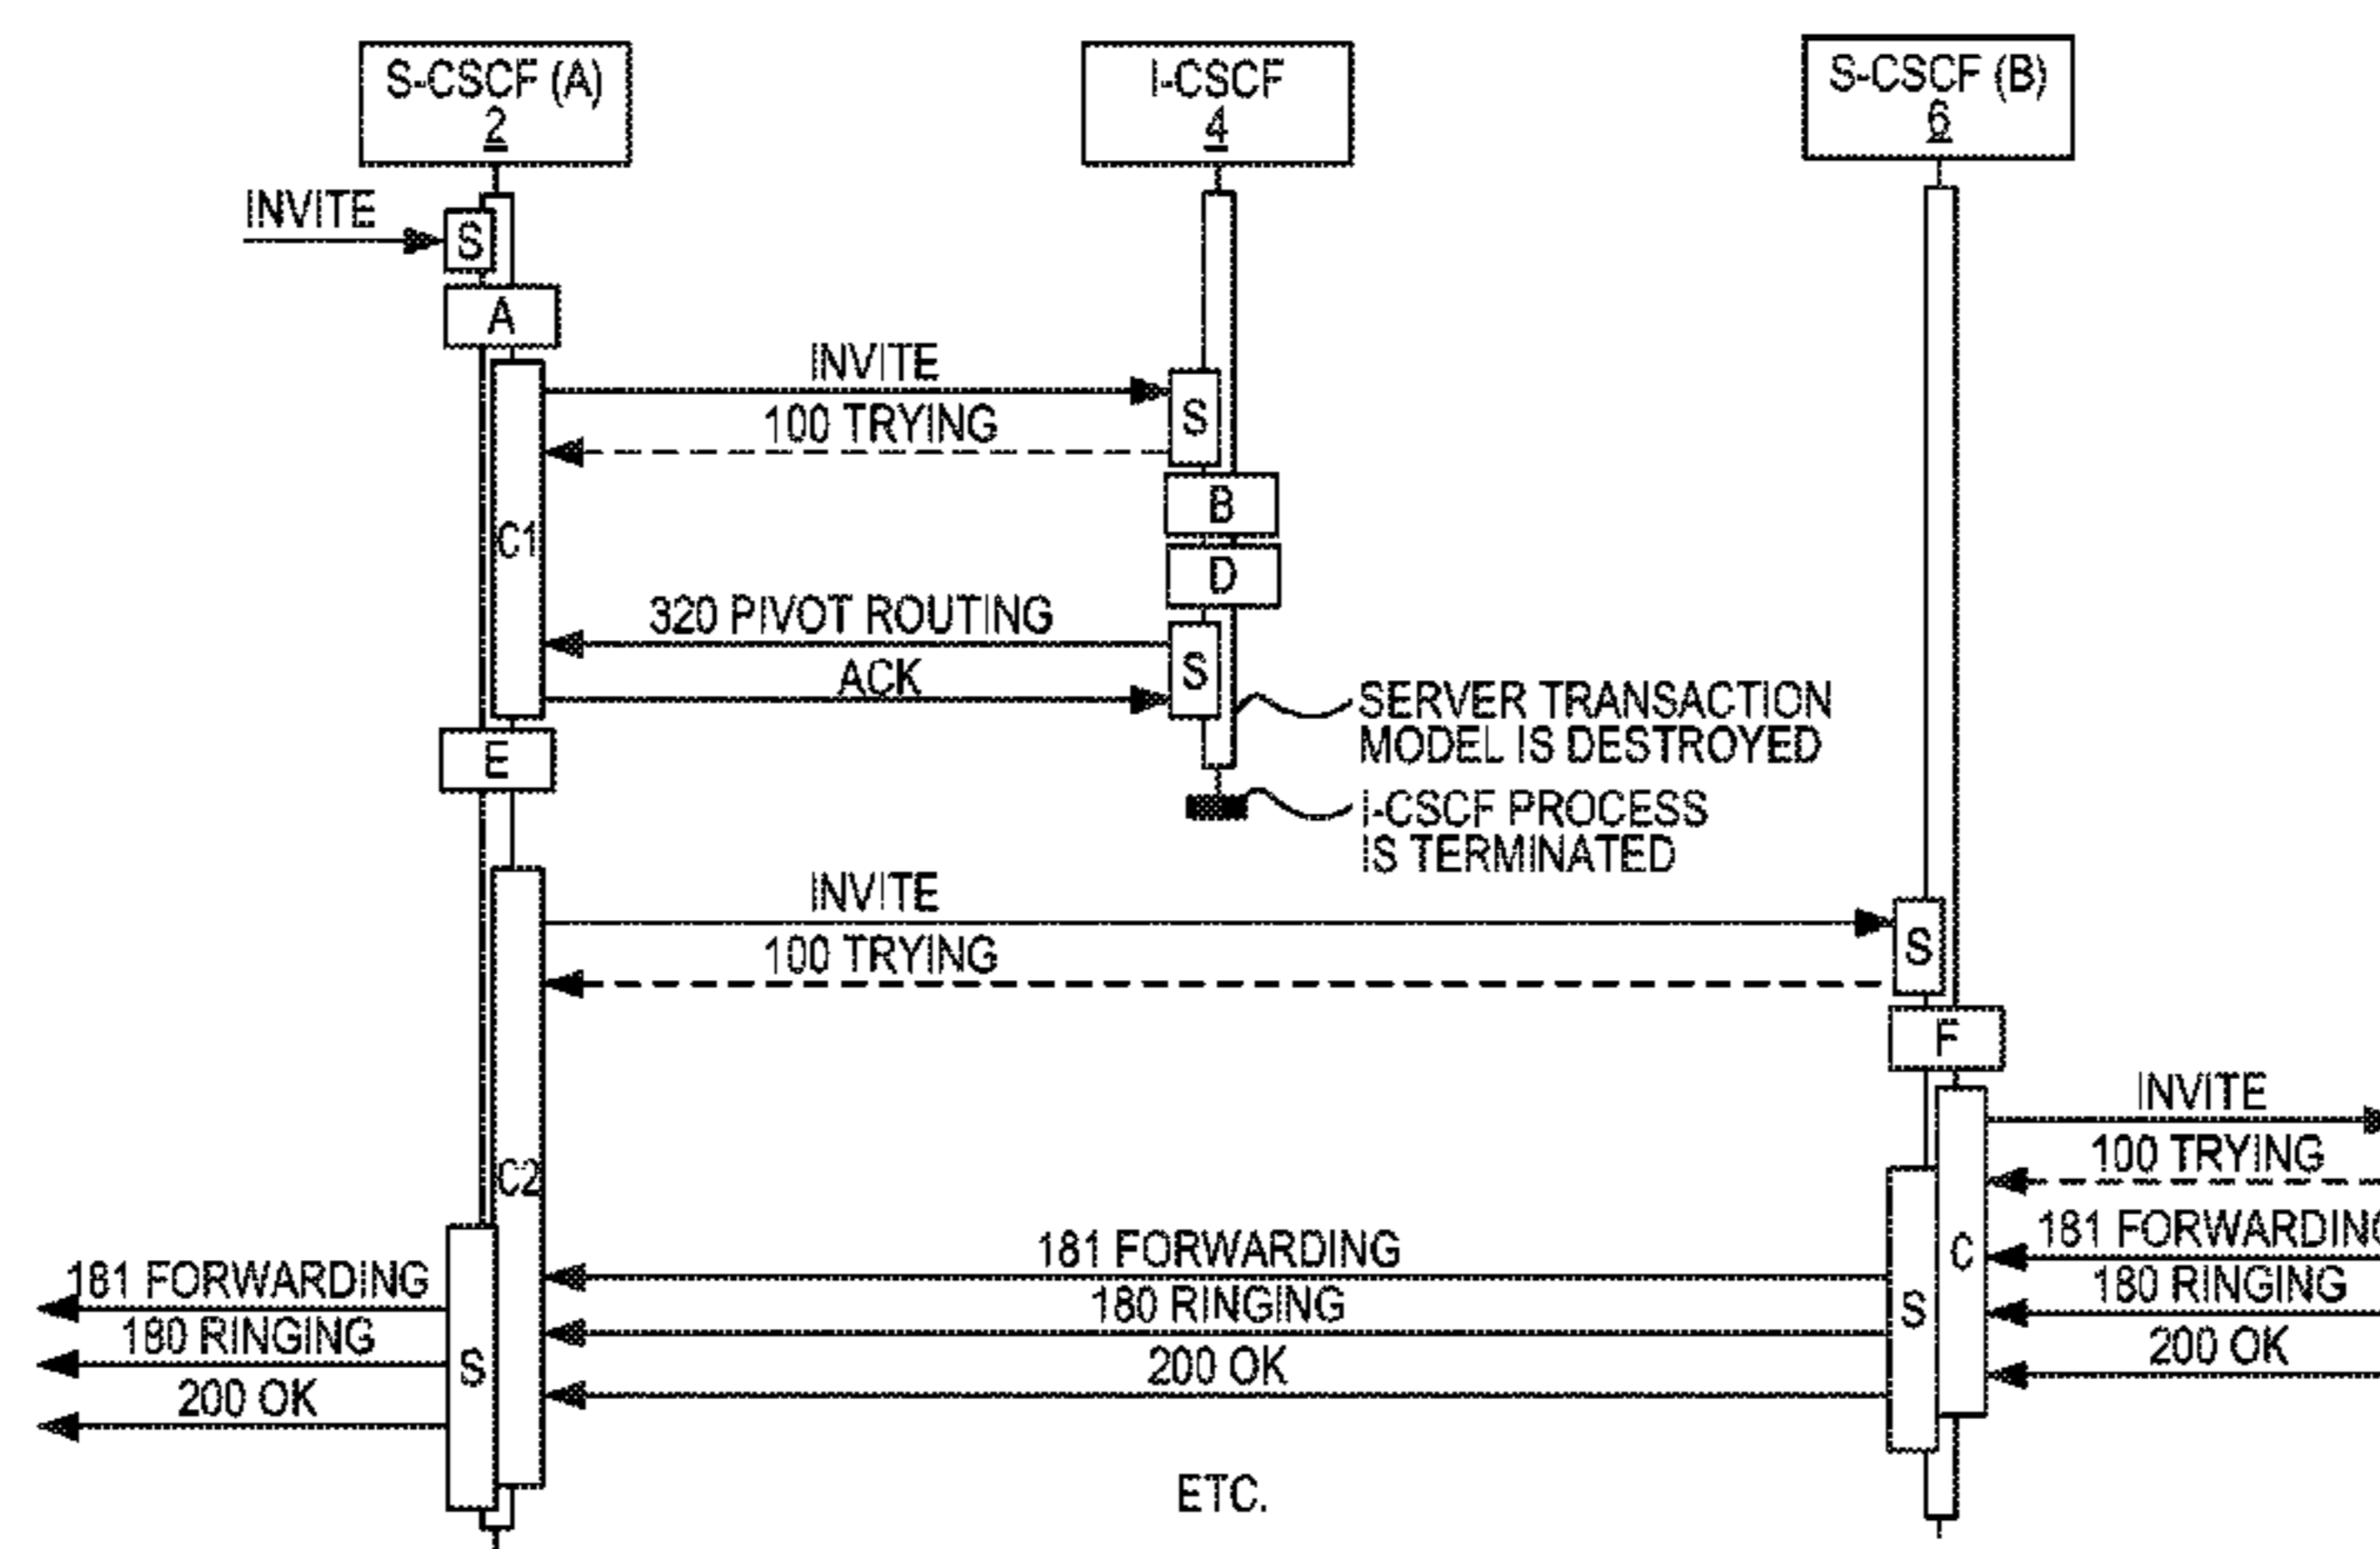 S-CSCF (A)
2
I-CSCF
4
S-CSCF (B)
6
INVITE
S
A
INVITE
100 TRYING
S
B
C1
D
320 PIVOT ROUTING
ACK
S
SERVER TRANSACTION
MODEL IS DESTROYED
E
I-CSCF PROCESS
IS TERMINATED
INVITE
100 TRYING
S
F
INVITE
100 TRYING
C2
181 FORWARDING
180 RINGING
200 OK
S
C
181 FORWARDING
180 RINGING
200 OK
181 FORWARDING
180 RINGING
200 OK
S
ETC.